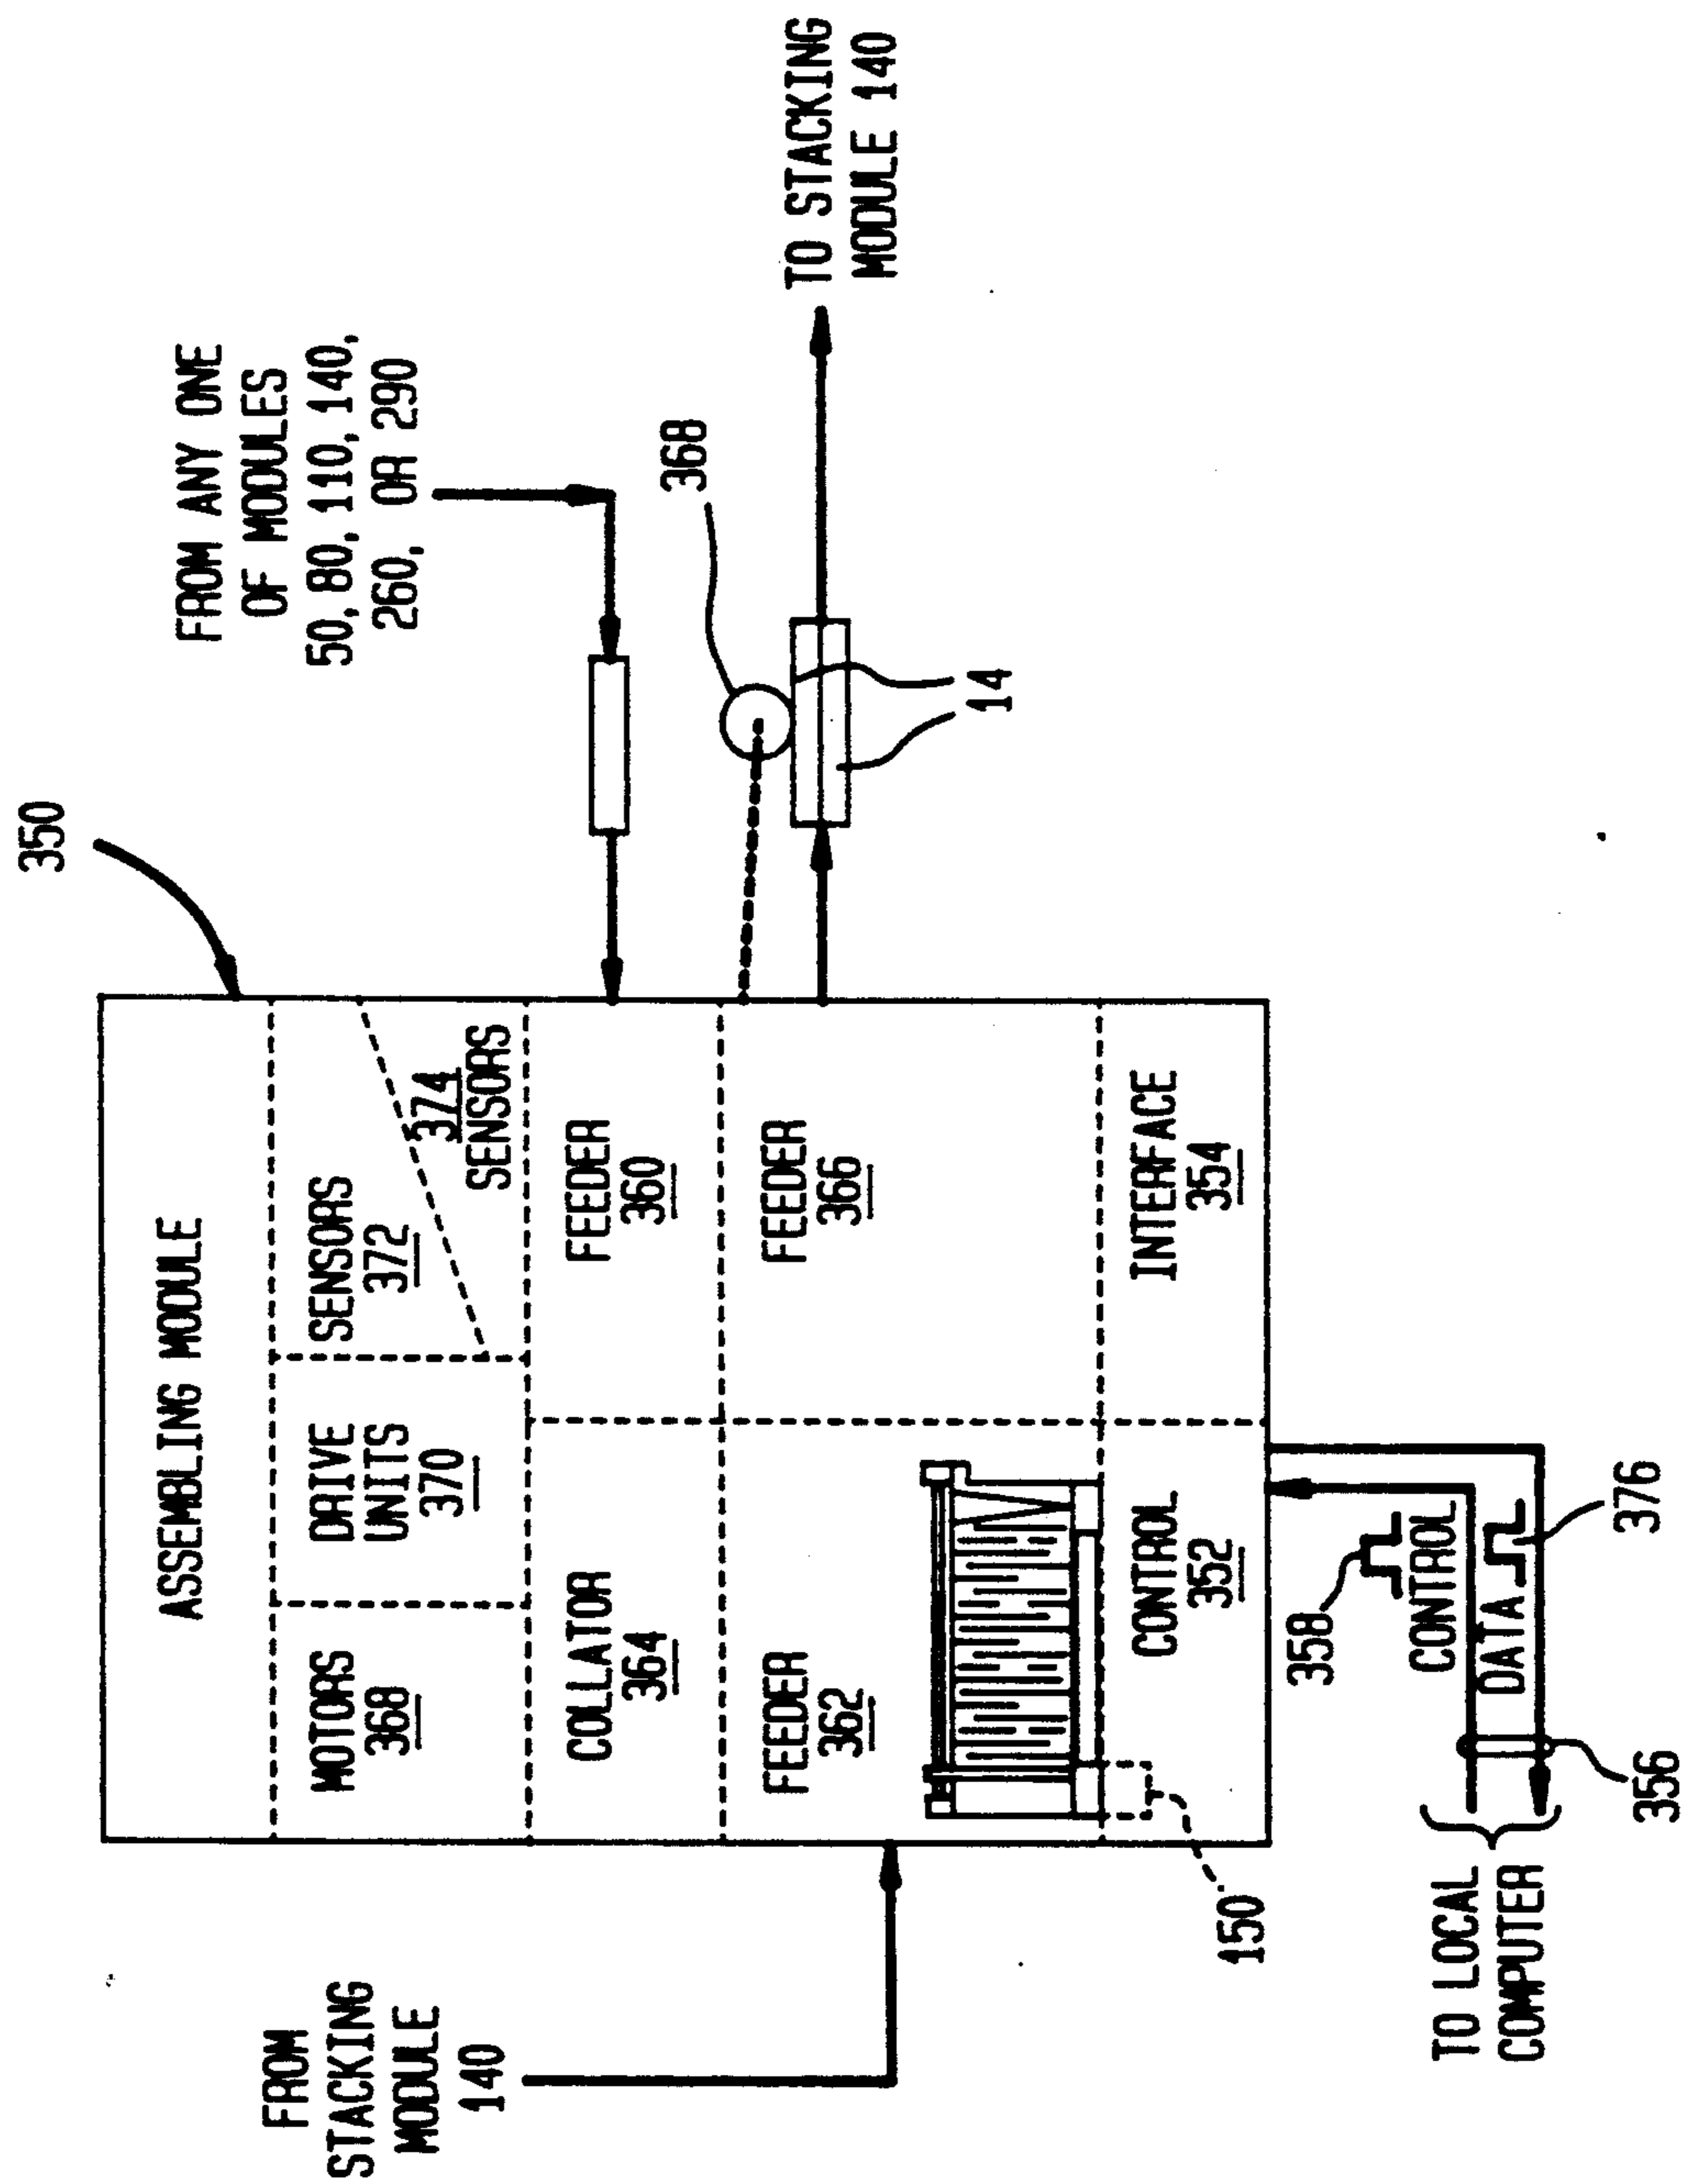 350
ASSEMBLING MODULE
MOTORS
368
DRIVE
UNITS
370
SENSORS
372
374
SENSORS
COLLATOR
364
FEEDER
360
FEEDER
362
FEEDER
366
CONTROL
352
INTERFACE
354
FROM
STACKING
MODULE
140
FROM ANY ONE
OF MODULES
50, 80, 110, 140,
260, OR 290
368
14
TO STACKING
MODULE 140
150
358
CONTROL
DATA
376
356
TO LOCAL
COMPUTER